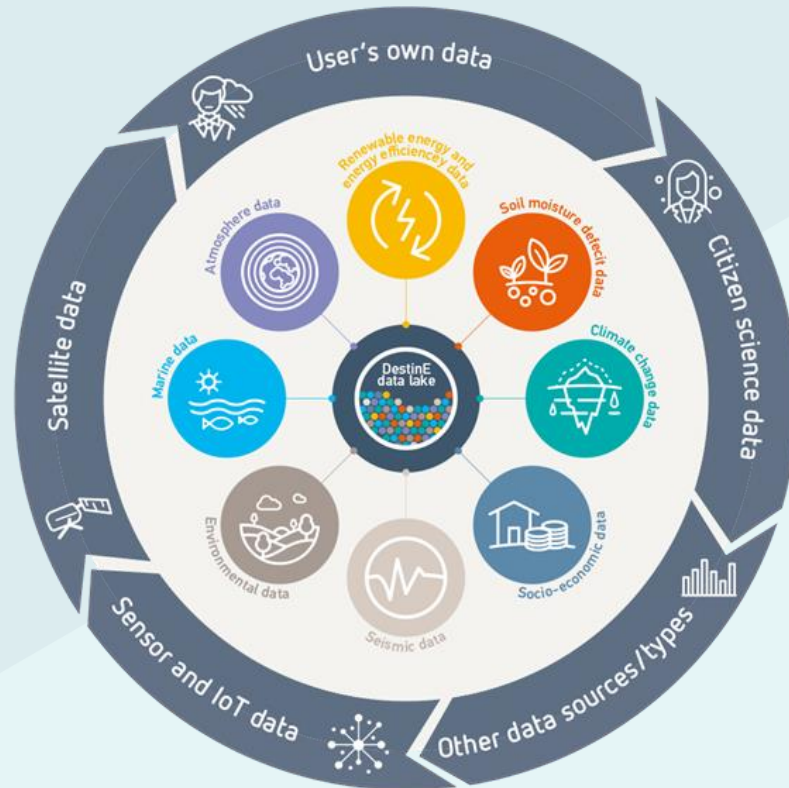 User's own data
Citizen science data
Other data sources/types
Sensor and IoT data
Satellite data
Renewable energy and
energy efficiencey data
Soil moisture defecit data
Climate change data
Socio-economic data
Seismic data
Environmental data
Marine data
Atmosphere data
DestinE
data lake